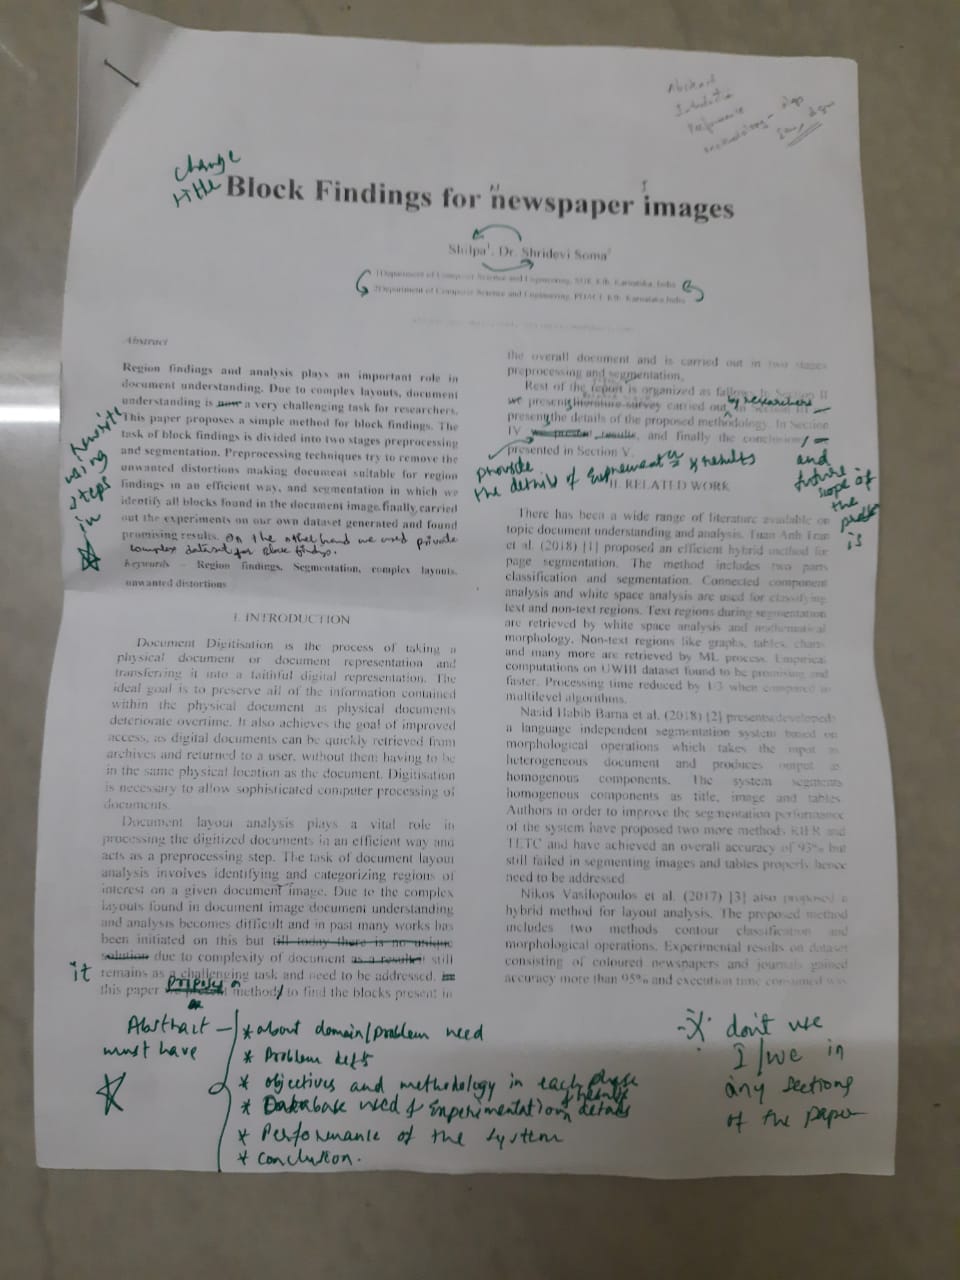 Abstract
change
title
Block Findings for newspaper images
N I
Shilpa¹, Dr. Shridevi Soma²
1Department of Computer Science and Engineering, Klb, Karnataka, India
2Department of Computer Science and Engineering, PDACE Klb, Karnataka India
Abstract
Region findings and analysis plays an important role in
document understanding. Due to complex layouts, document
understanding is now a very challenging task for researchers.
This paper proposes a simple method for block findings. The
task of block findings is divided into two stages preprocessing
and segmentation. Preprocessing techniques try to remove the
unwanted distortions making document suitable for region
findings in an efficient way, and segmentation in which we
identify all blocks found in the document image.finally,carried
out the experiments on our own dataset generated and found
promising results. On the other hand we used private
complex dataset for block findings.
Keywords – Region findings, Segmentation, complex layouts,
unwanted distortions
Rewrite
using
steps
in
I. INTRODUCTION
Document Digitisation is the process of taking a
physical document or document representation and
transferring it into a faithful digital representation. The
ideal goal is to preserve all of the information contained
within the physical document as physical documents
deteriorate overtime. It also achieves the goal of improved
access, as digital documents can be quickly retrieved from
archives and returned to a user, without them having to be
in the same physical location as the document. Digitisation
is necessary to allow sophisticated computer processing of
documents.
Document layout analysis plays a vital role in
processing the digitized documents in an efficient way and
acts as a preprocessing step. The task of document layout
analysis involves identifying and categorizing regions of
interest on a given document image. Due to the complex
layouts found in document image document understanding
and analysis becomes difficult and in past many works has
been initiated on this but till today there is no unique
solution due to complexity of document as a result it still
it
remains as a challenging task and need to be addressed. In
this paper we present method to find the blocks present in
the overall document and is carried out in two stages
preprocessing and segmentation.
Rest of the report is organized as follows In Section II
we present literature survey carried out by researchers, In Section III
present the details of proposed methodology. In Section
IV we present results, and finally the conclusion
presented in Section V.
provide
the details of & results
and
future
scope of
the
is
II. RELATED WORK
There has been a wide range of literature available on
topic document understanding and analysis. Tuan Anh Tran
et al. (2018) [1] proposed an efficient hybrid method for
page segmentation. The method includes two parts
classification and segmentation. Connected component
analysis and white space analysis are used for classifying
text and non-text regions. Text regions during segmentation
are retrieved by white space analysis and mathematical
morphology. Non-text regions like graphs, tables, charts
and many more are retrieved by ML process. Empirical
computations on UWIII dataset found to be promising and
faster. Processing time reduced by 1/3 when compared to
multilevel algorithms.
Nasid Habib Barna et al. (2018) [2] presentsdeveloped
a language independent segmentation system based on
morphological operations which takes the input as
heterogeneous document and produces output as
homogenous components. The system segments
homogenous components as title, image and tables.
Authors in order to improve the segmentation performance
of the system have proposed two more methods and
TETC and have achieved an overall accuracy of 93% but
still failed in segmenting images and tables properly hence
need to be addressed
Nikos Vasilopoulos et al. (2017) [3] also proposed a
hybrid method for layout analysis. The proposed method
includes two methods contour classification and
morphological operations. Experimental results on dataset
consisting of coloured newspapers and journals gained
accuracy more than 95% and execution time consumed was
Abstract
must have
* about domain/problem need
* Problem
* objectives and methodology in each phase
* Database used & Experimentation details
* Performance of the system
* conclusion.
don't use
I/we in
any sections
of the paper